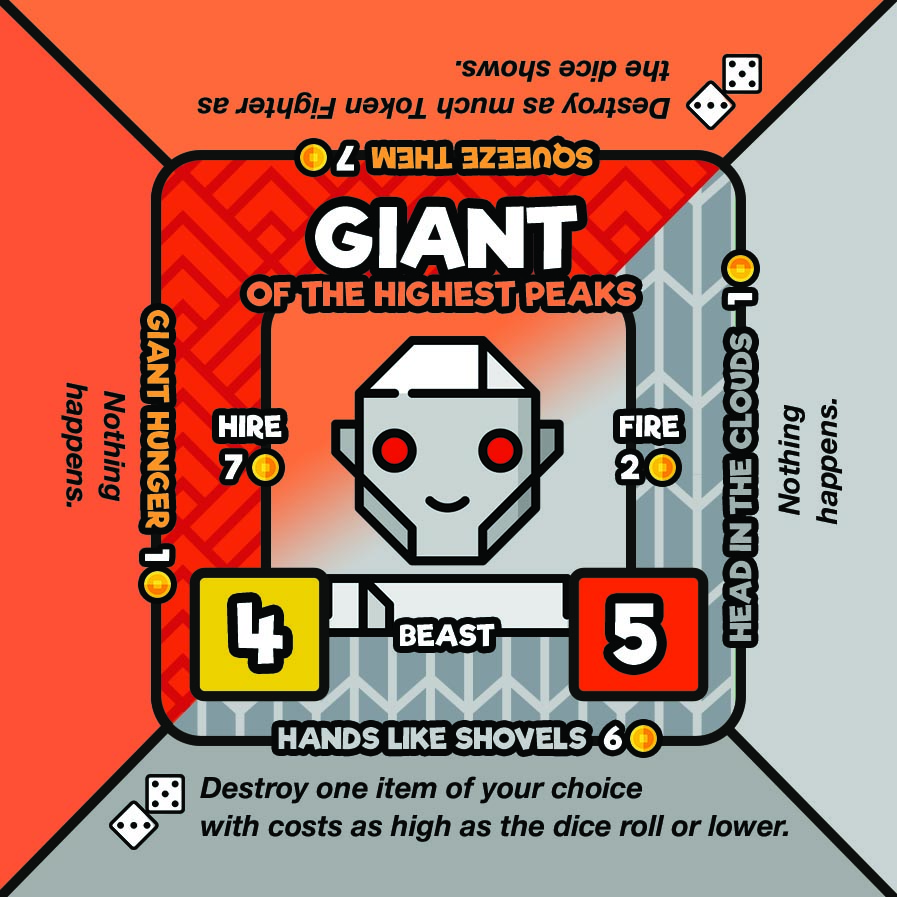 Destroy as much Token Fighter as
the dice shows.
SQUEEZE THEM 7
GIANT
OF THE HIGHEST PEAKS
GIANT HUNGER 1
Nothing
happens.
HIRE
7
FIRE
2
HEAD IN THE CLOUDS 1
Nothing
happens.
4
BEAST
5
HANDS LIKE SHOVELS 6
Destroy one item of your choice
with costs as high as the dice roll or lower.